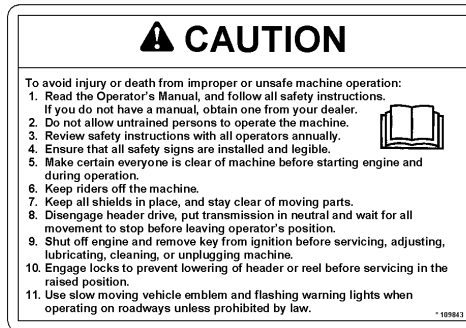 CAUTION
To avoid injury or death from improper or unsafe machine operation:
1. Read the Operator's Manual, and follow all safety instructions.
If you do not have a manual, obtain one from your dealer.
2. Do not allow untrained persons to operate the machine.
3. Review safety instructions with all operators annually.
4. Ensure that all safety signs are installed and legible.
5. Make certain everyone is clear of machine before starting engine and
during operation.
6. Keep riders off the machine.
7. Keep all shields in place, and stay clear of moving parts.
8. Disengage header drive, put transmission in neutral and wait for all
movement to stop before leaving operator's position.
9. Shut off engine and remove key from ignition before servicing, adjusting,
lubricating, cleaning, or unplugging machine.
10. Engage locks to prevent lowering of header or reel before servicing in the
raised position.
11. Use slow moving vehicle emblem and flashing warning lights when
operating on roadways unless prohibited by law.
* 109843